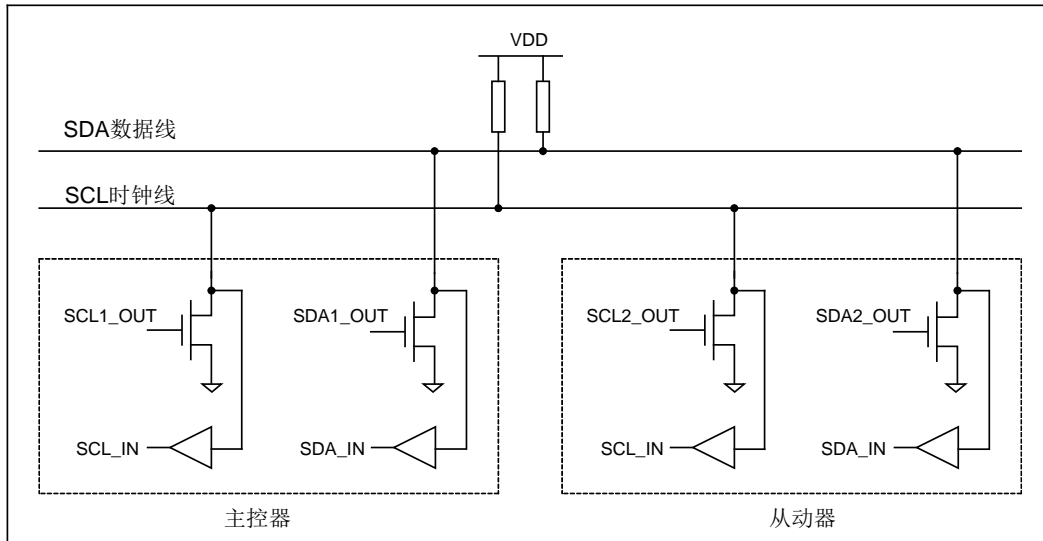 VDD
SDA数据线
SCL时钟线
SCL1_OUT
SDA1_OUT
SCL2_OUT
SDA2_OUT
SCL_IN
SDA_IN
SCL_IN
SDA_IN
主控器
从动器